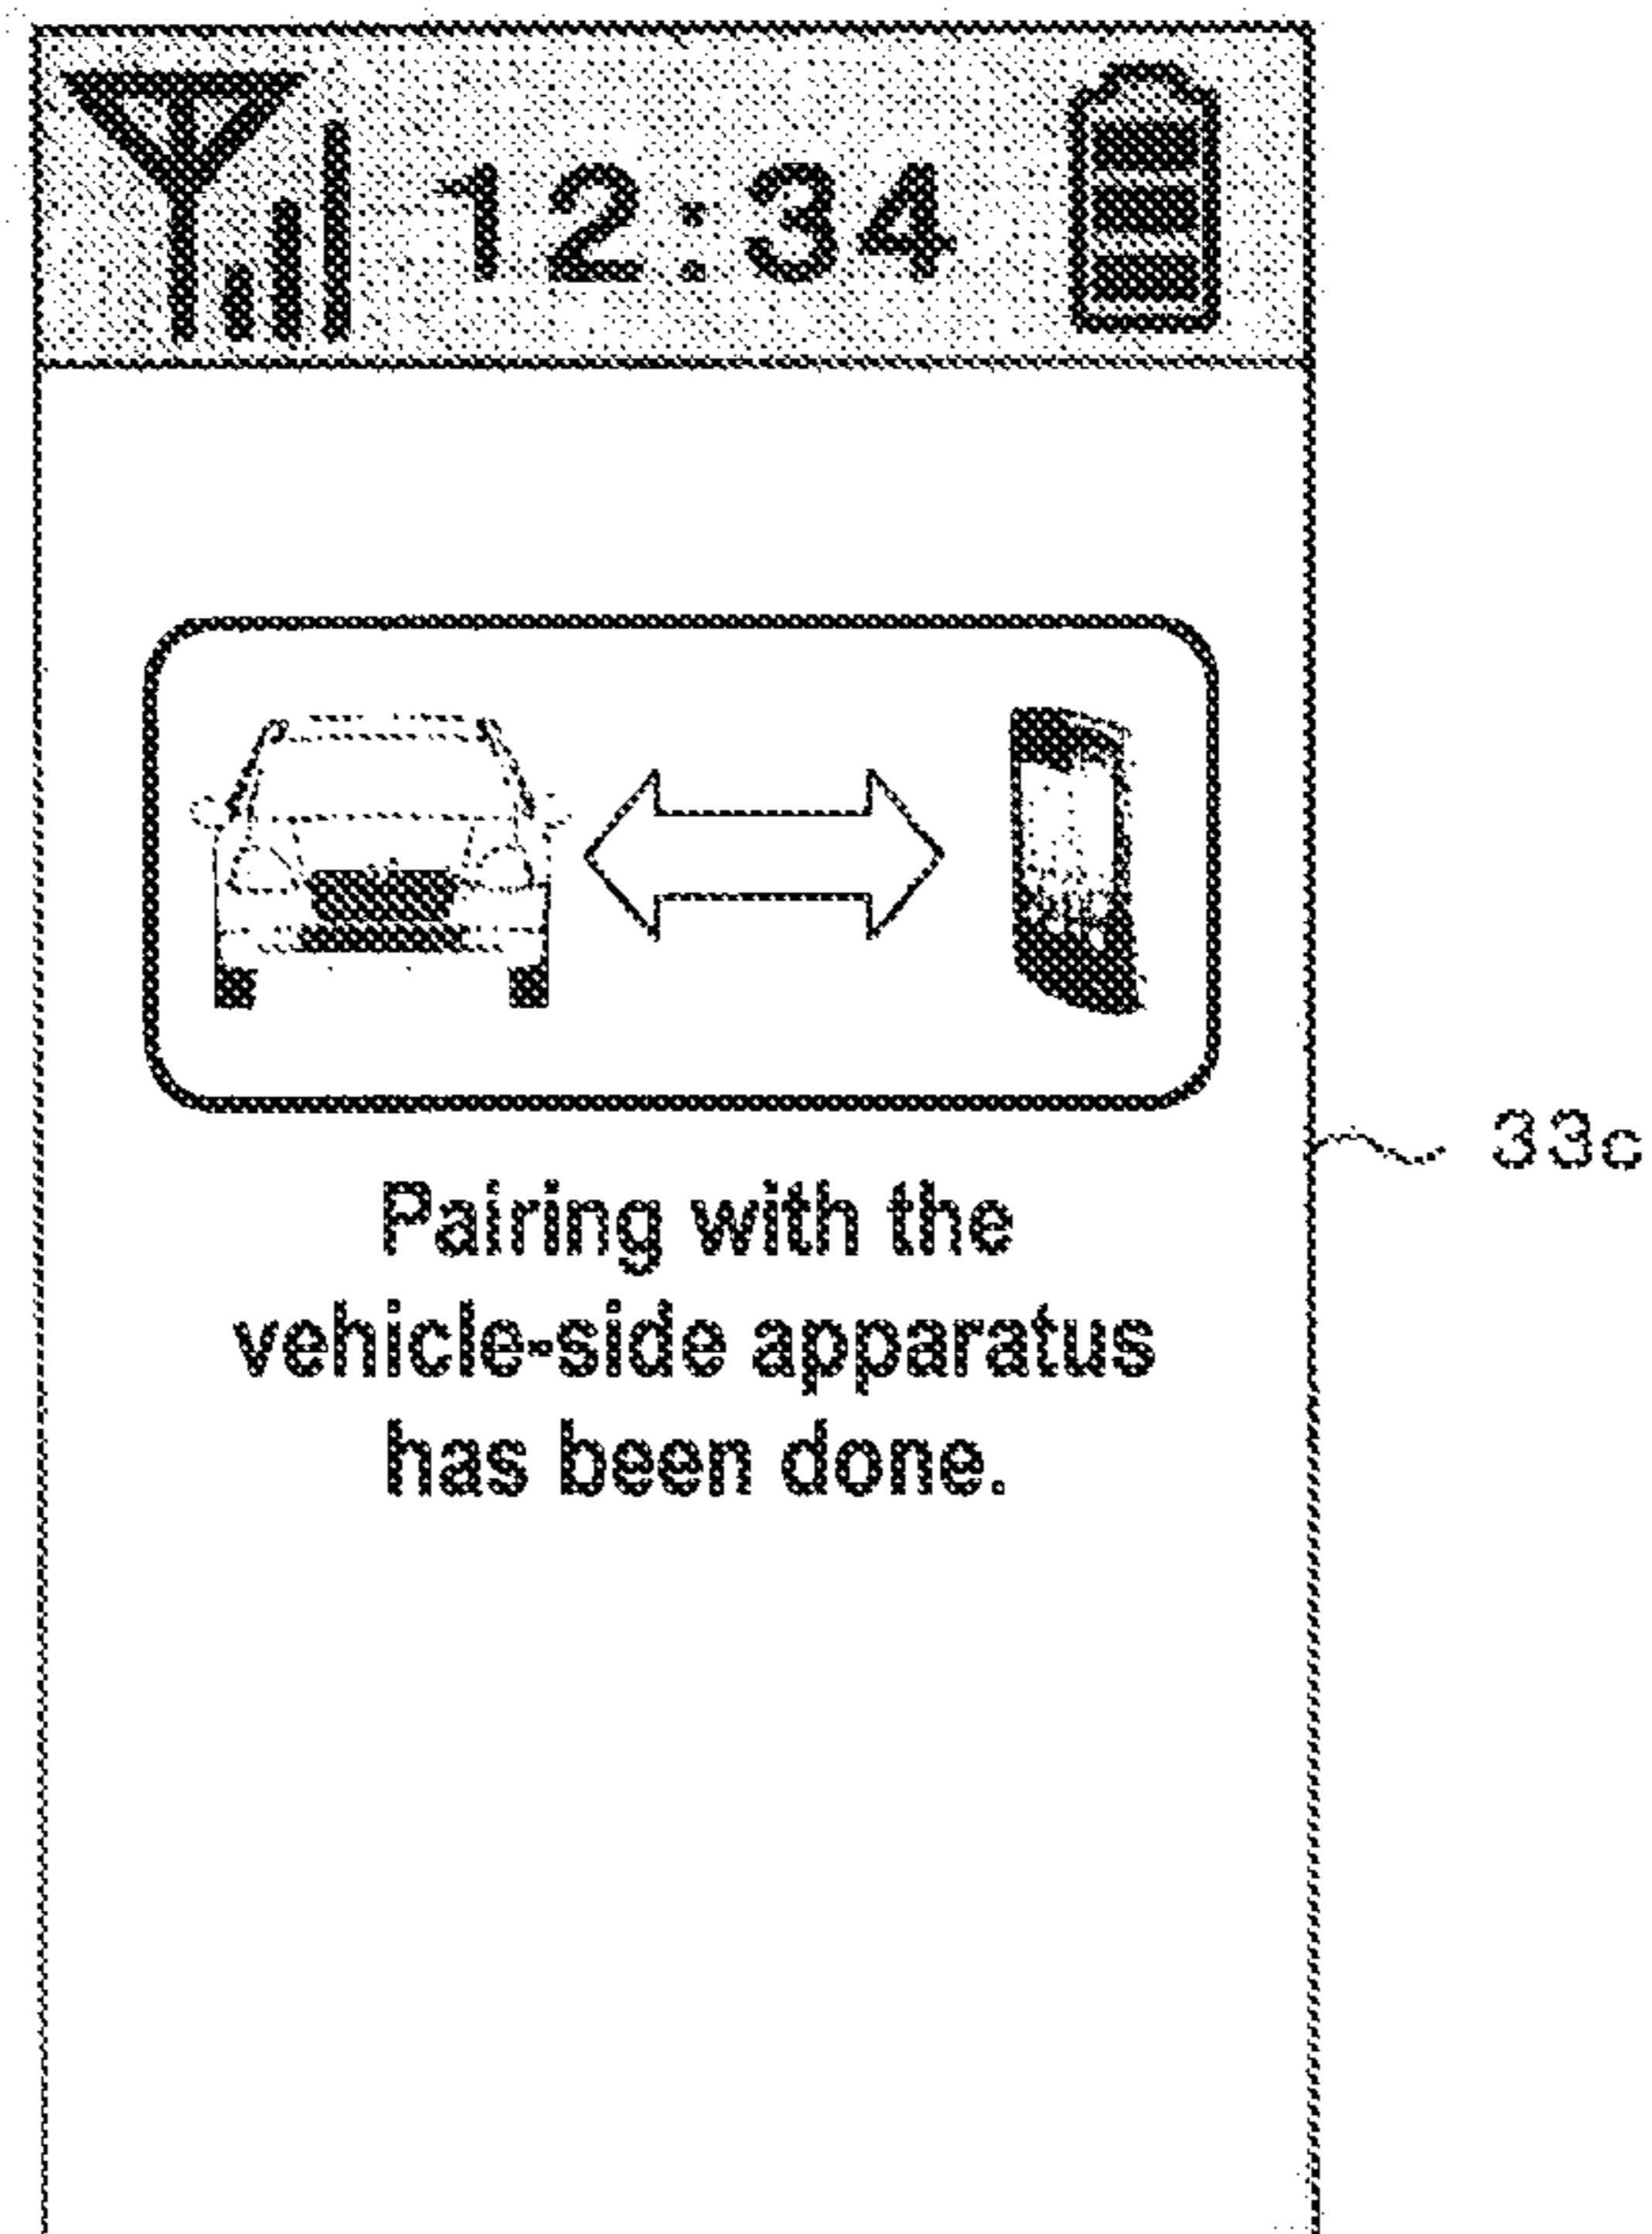 12:34
33c
Pairing with the
vehicle-side apparatus
has been done.